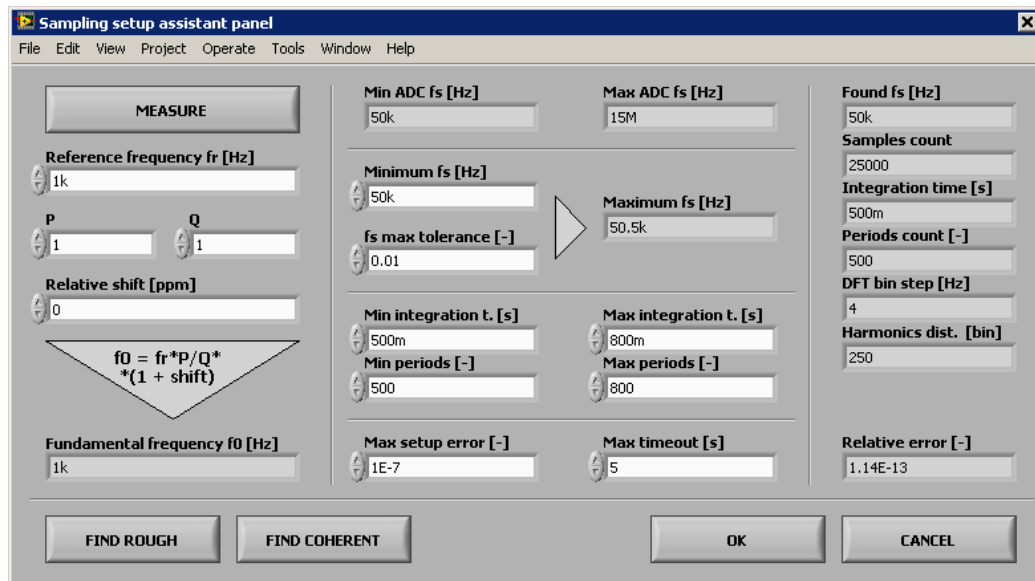 Sampling setup assistant panel
File Edit View Project Operate Tools Window Help
MEASURE
Reference frequency fr [Hz]
1k
P Q
1 1
Relative shift [ppm]
0
f0 = fr*P/Q*
*(1 + shift)
Fundamental frequency f0 [Hz]
1k
Min ADC fs [Hz] Max ADC fs [Hz]
50k 15M
Minimum fs [Hz]
50k
Maximum fs [Hz]
50.5k
fs max tolerance [-]
0.01
Min integration t. [s] Max integration t. [s]
500m 800m
Min periods [-] Max periods [-]
500 800
Max setup error [-] Max timeout [s]
1E-7 5
Found fs [Hz]
50k
Samples count
25000
Integration time [s]
500m
Periods count [-]
500
DFT bin step [Hz]
4
Harmonics dist. [bin]
250
Relative error [-]
1.14E-13
FIND ROUGH FIND COHERENT OK CANCEL